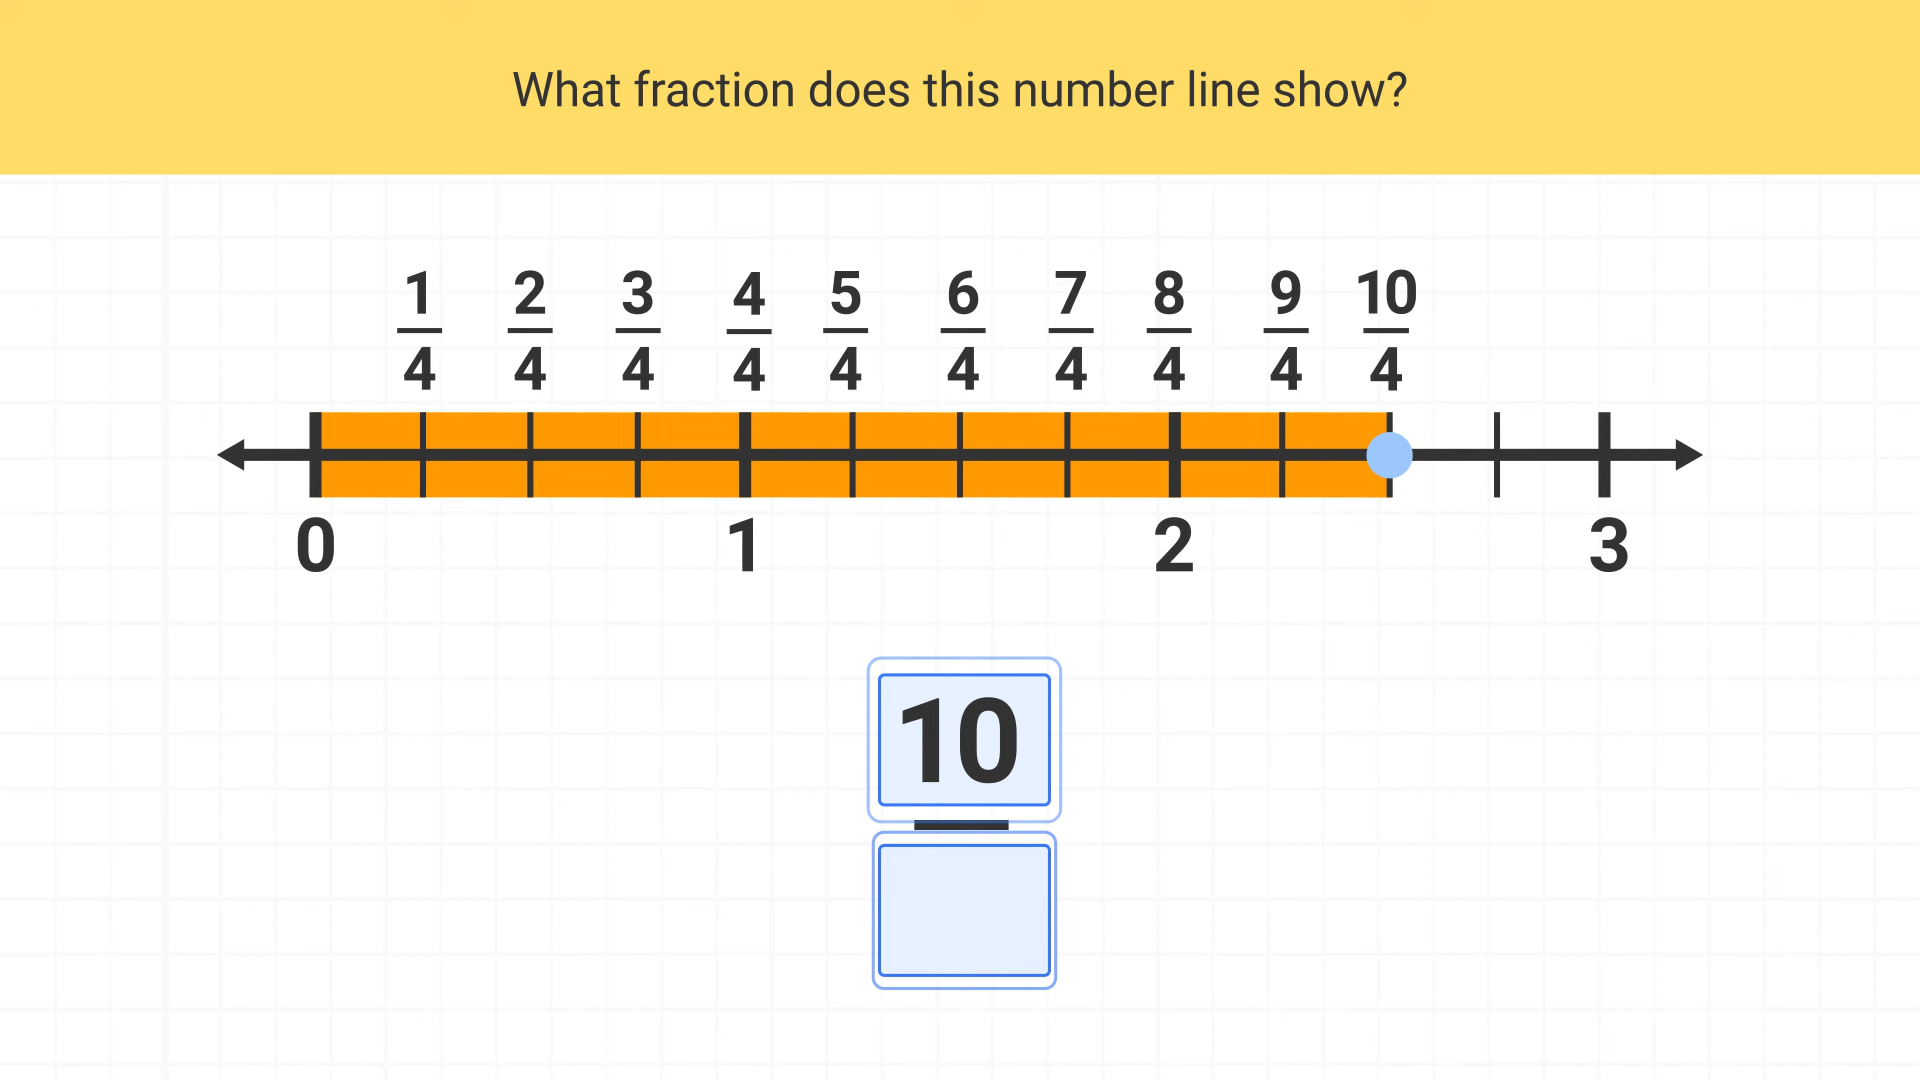 What fraction does this number line show?
1 2 3 4 5 6 7 8 9 10
4 4 4 4 4 4 4 4 4 4
0 1 2 3
10